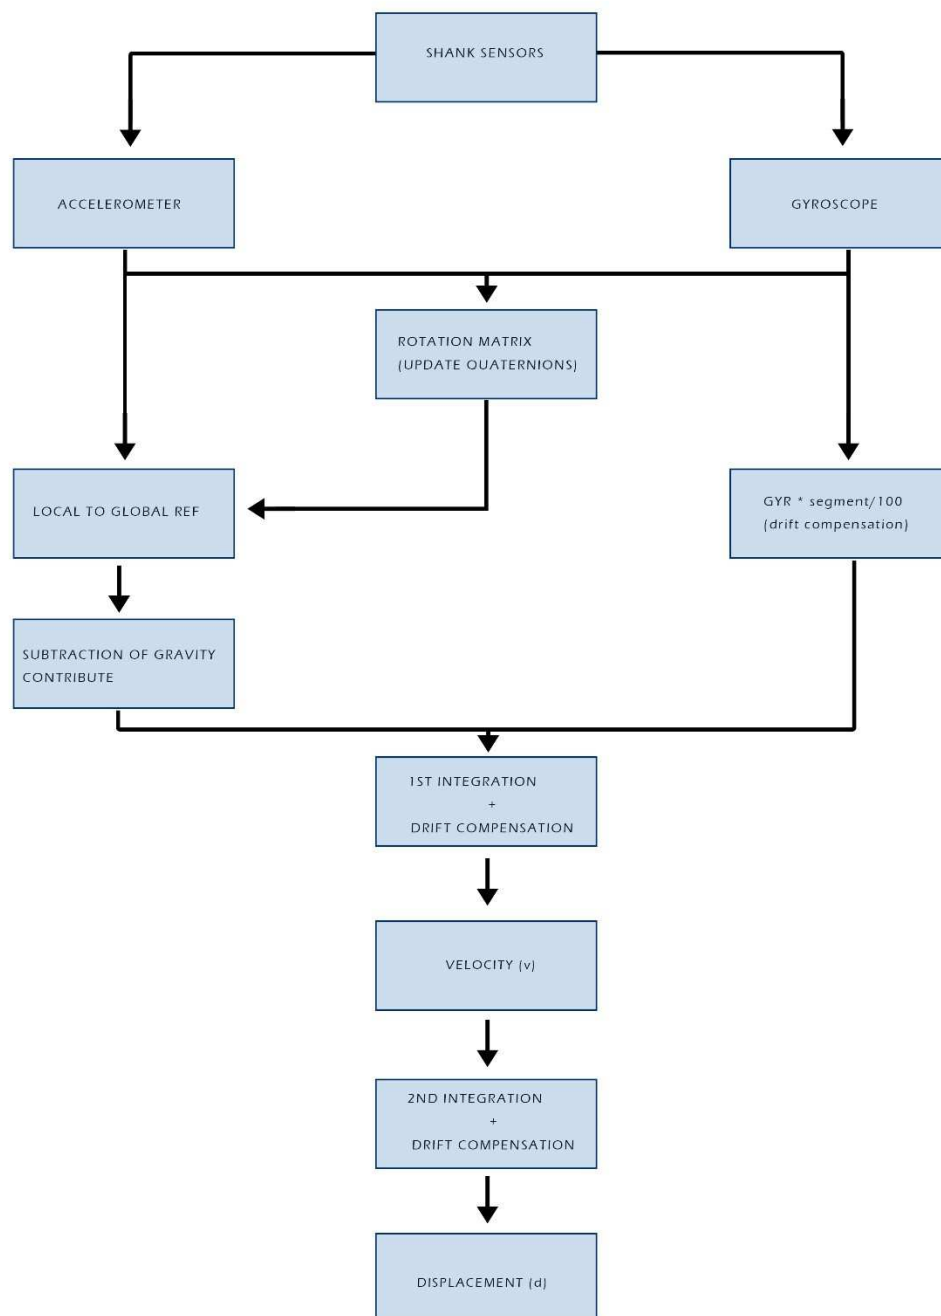 SHANK SENSORS
ACCELEROMETER
GYROSCOPE
ROTATION MATRIX
(UPDATE QUATERNIONS)
LOCAL TO GLOBAL REF
GYR * segment/100
(drift compensation)
SUBTRACTION OF GRAVITY
CONTRIBUTE
1ST INTEGRATION
+
DRIFT COMPENSATION
VELOCITY (v)
2ND INTEGRATION
+
DRIFT COMPENSATION
DISPLACEMENT (d)